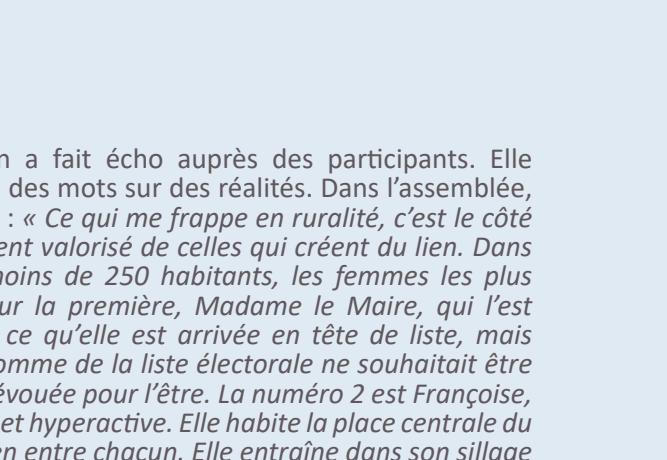 n a fait écho auprès des participants. Elle
des mots sur des réalités. Dans l’assemblée,
: « Ce qui me frappe en ruralité, c’est le côté
ent valorisé de celles qui créent du lien. Dans
moins de 250 habitants, les femmes les plus
ur la première, Madame le Maire, qui l’est
ce qu’elle est arrivée en tête de liste, mais
omme de la liste électorale ne souhaitait être
évouée pour l’être. La numéro 2 est Françoise,
et hyperactive. Elle habite la place centrale du
en entre chacun. Elle entraîne dans son sillage